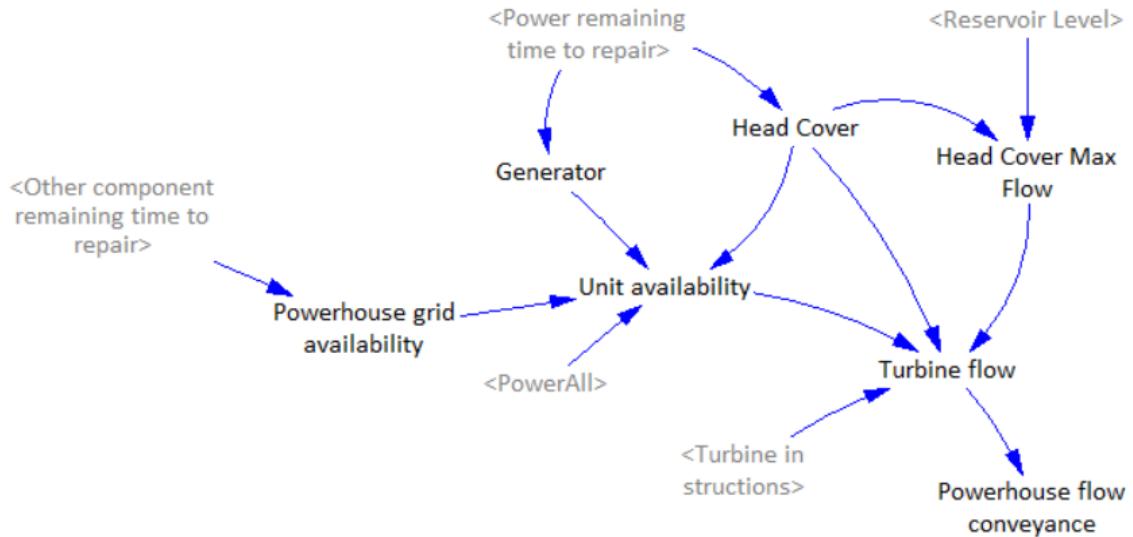 <Power remaining
time to repair>
<Reservoir Level>
Head Cover
Head Cover Max
Flow
Generator
<Other component
remaining time to
repair>
Unit availability
Powerhouse grid
availability
<PowerAll>
Turbine flow
<Turbine in
structions>
Powerhouse flow
conveyance